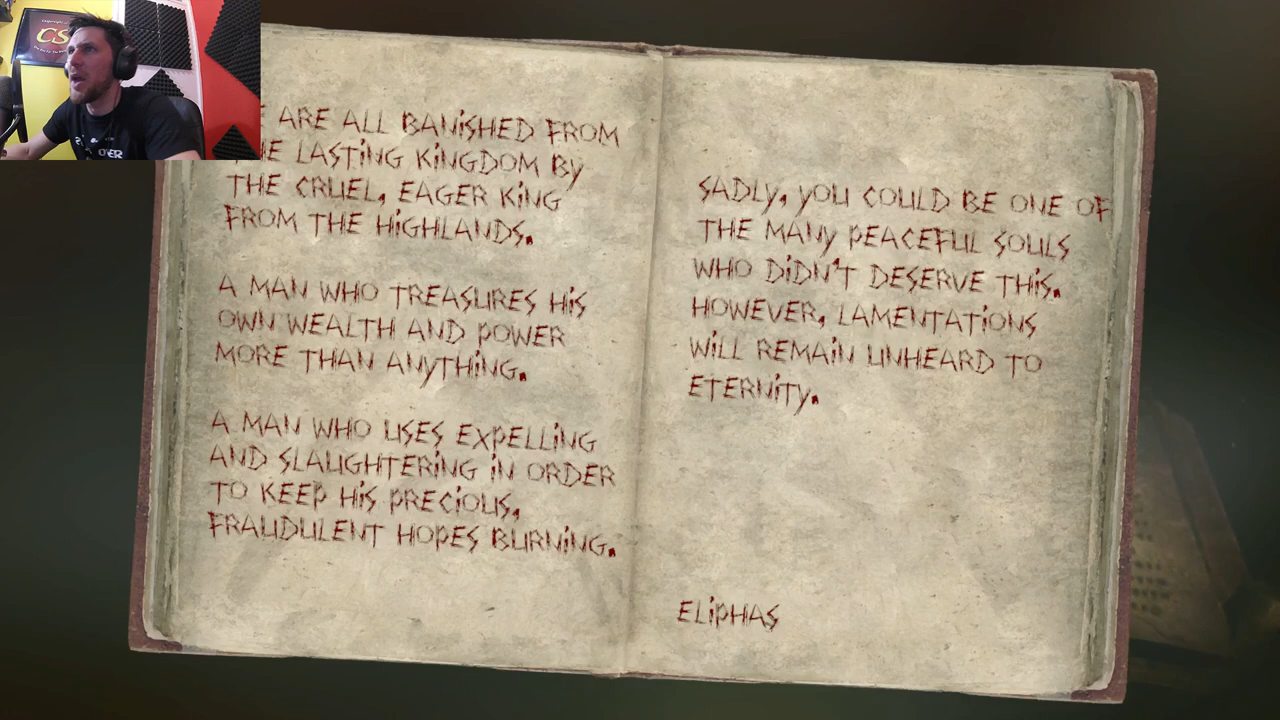 CS
ARE ALL BANISHED FROM
LASTING KINGDOM BY
THE CRUEL, EAGER KING
FROM THE HIGHLANDS.
A MAN WHO TREASURES HIS
OWN WEALTH AND POWER
MORE THAN ANYTHING.
A MAN WHO USES EXPELLING
AND SLAUGHTERING IN ORDER
TO KEEP HIS PRECIOUS,
FRAUDULENT HOPES BURNING.
SADLY, YOU COULD BE ONE OF
THE MANY PEACEFUL SOULS
WHO DIDN'T DESERVE THIS.
HOWEVER, LAMENTATIONS
WILL REMAIN UNHEARD TO
ETERNITY.
ELIPHAS